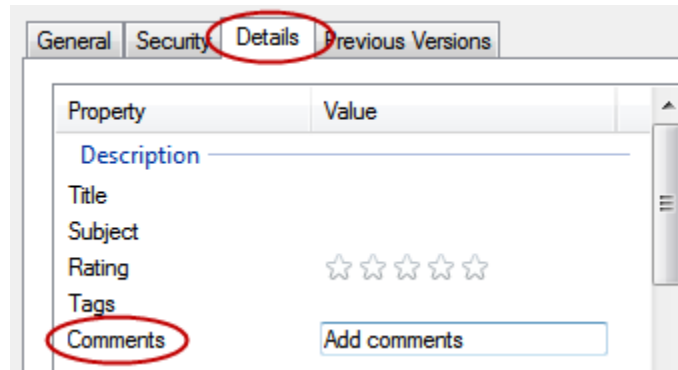 General Security Details Previous Versions
Property Value
Description
Title
Subject
Rating
Tags
Comments Add comments